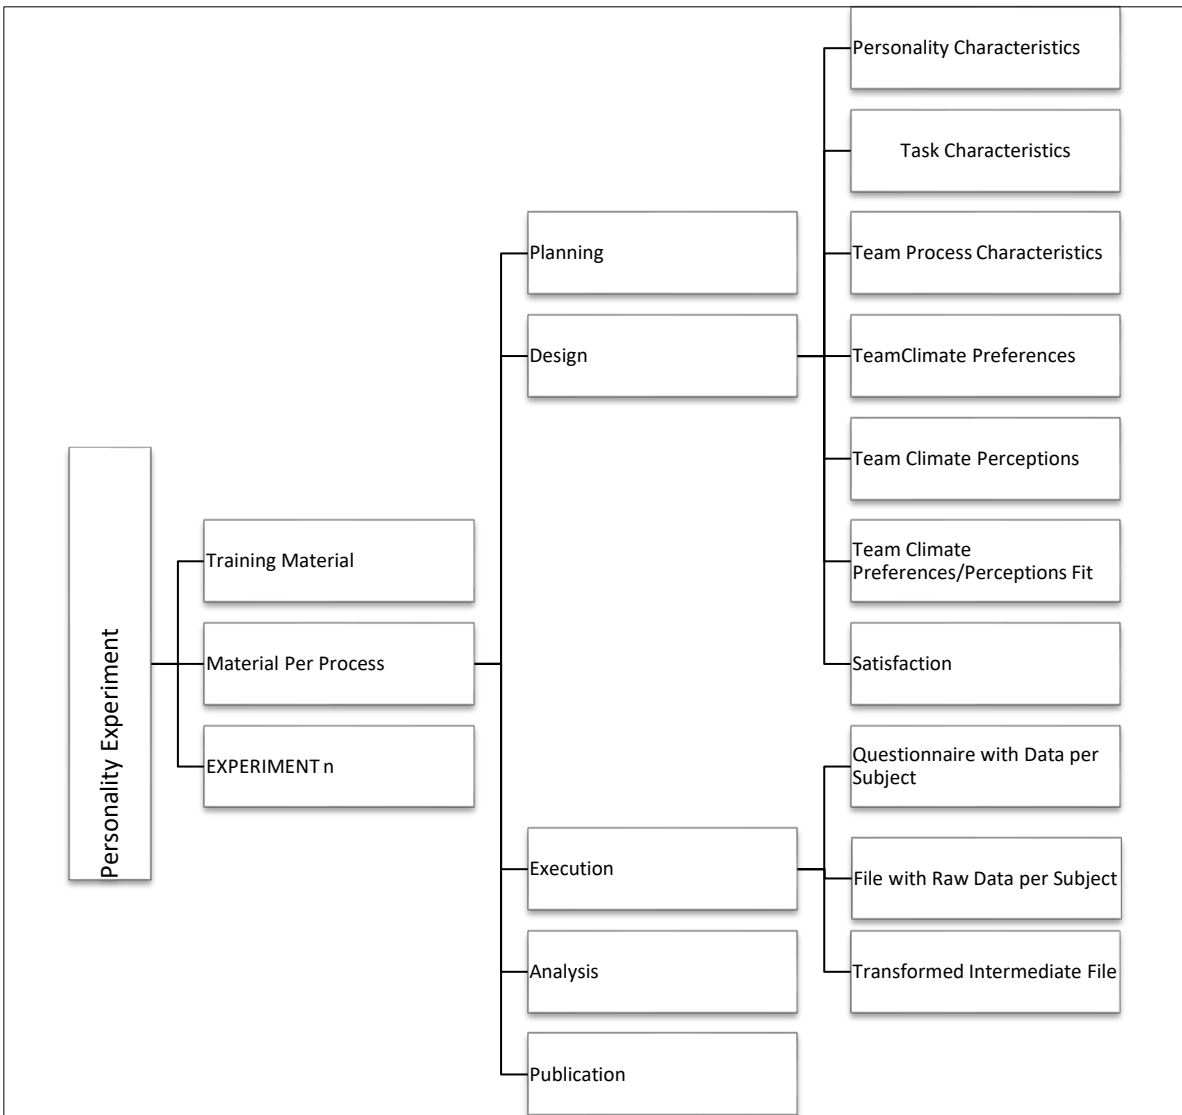 Personality Experiment
Training Material
Material Per Process
EXPERIMENT n
Planning
Design
Execution
Analysis
Publication
Personality Characteristics
Task Characteristics
Team Process Characteristics
TeamClimate Preferences
Team Climate Perceptions
Team Climate
Preferences/Perceptions Fit
Satisfaction
Questionnaire with Data per
Subject
File with Raw Data per Subject
Transformed Intermediate File